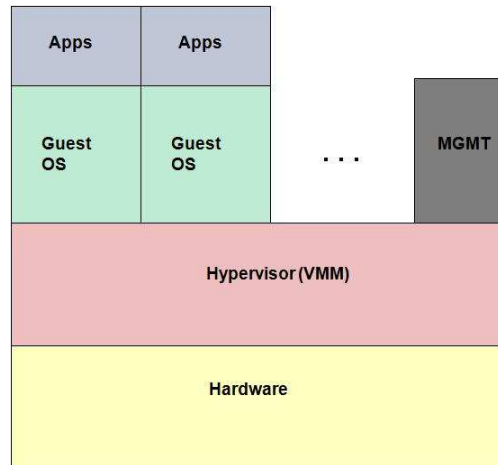 Apps
Apps
Guest
OS
Guest
OS
. . .
MGMT
Hypervisor (VMM)
Hardware